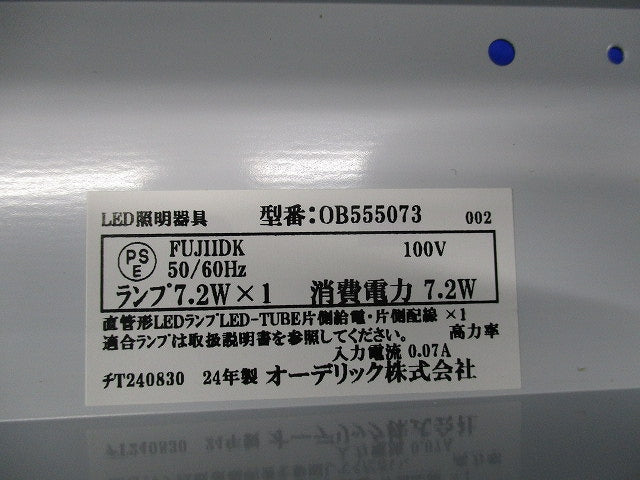 LED照明器具 型番:OB555073 002
PSE FUJIIDK 100V
50/60Hz
ランプ7.2W×1 消費電力 7.2W
直管形LEDランプLED-TUBE片側給電・片側配線 ×1
適合ランプは取扱説明書を参照してください。 高力率
入力電流 0.07A
チT240830 24年製 オーデリック株式会社